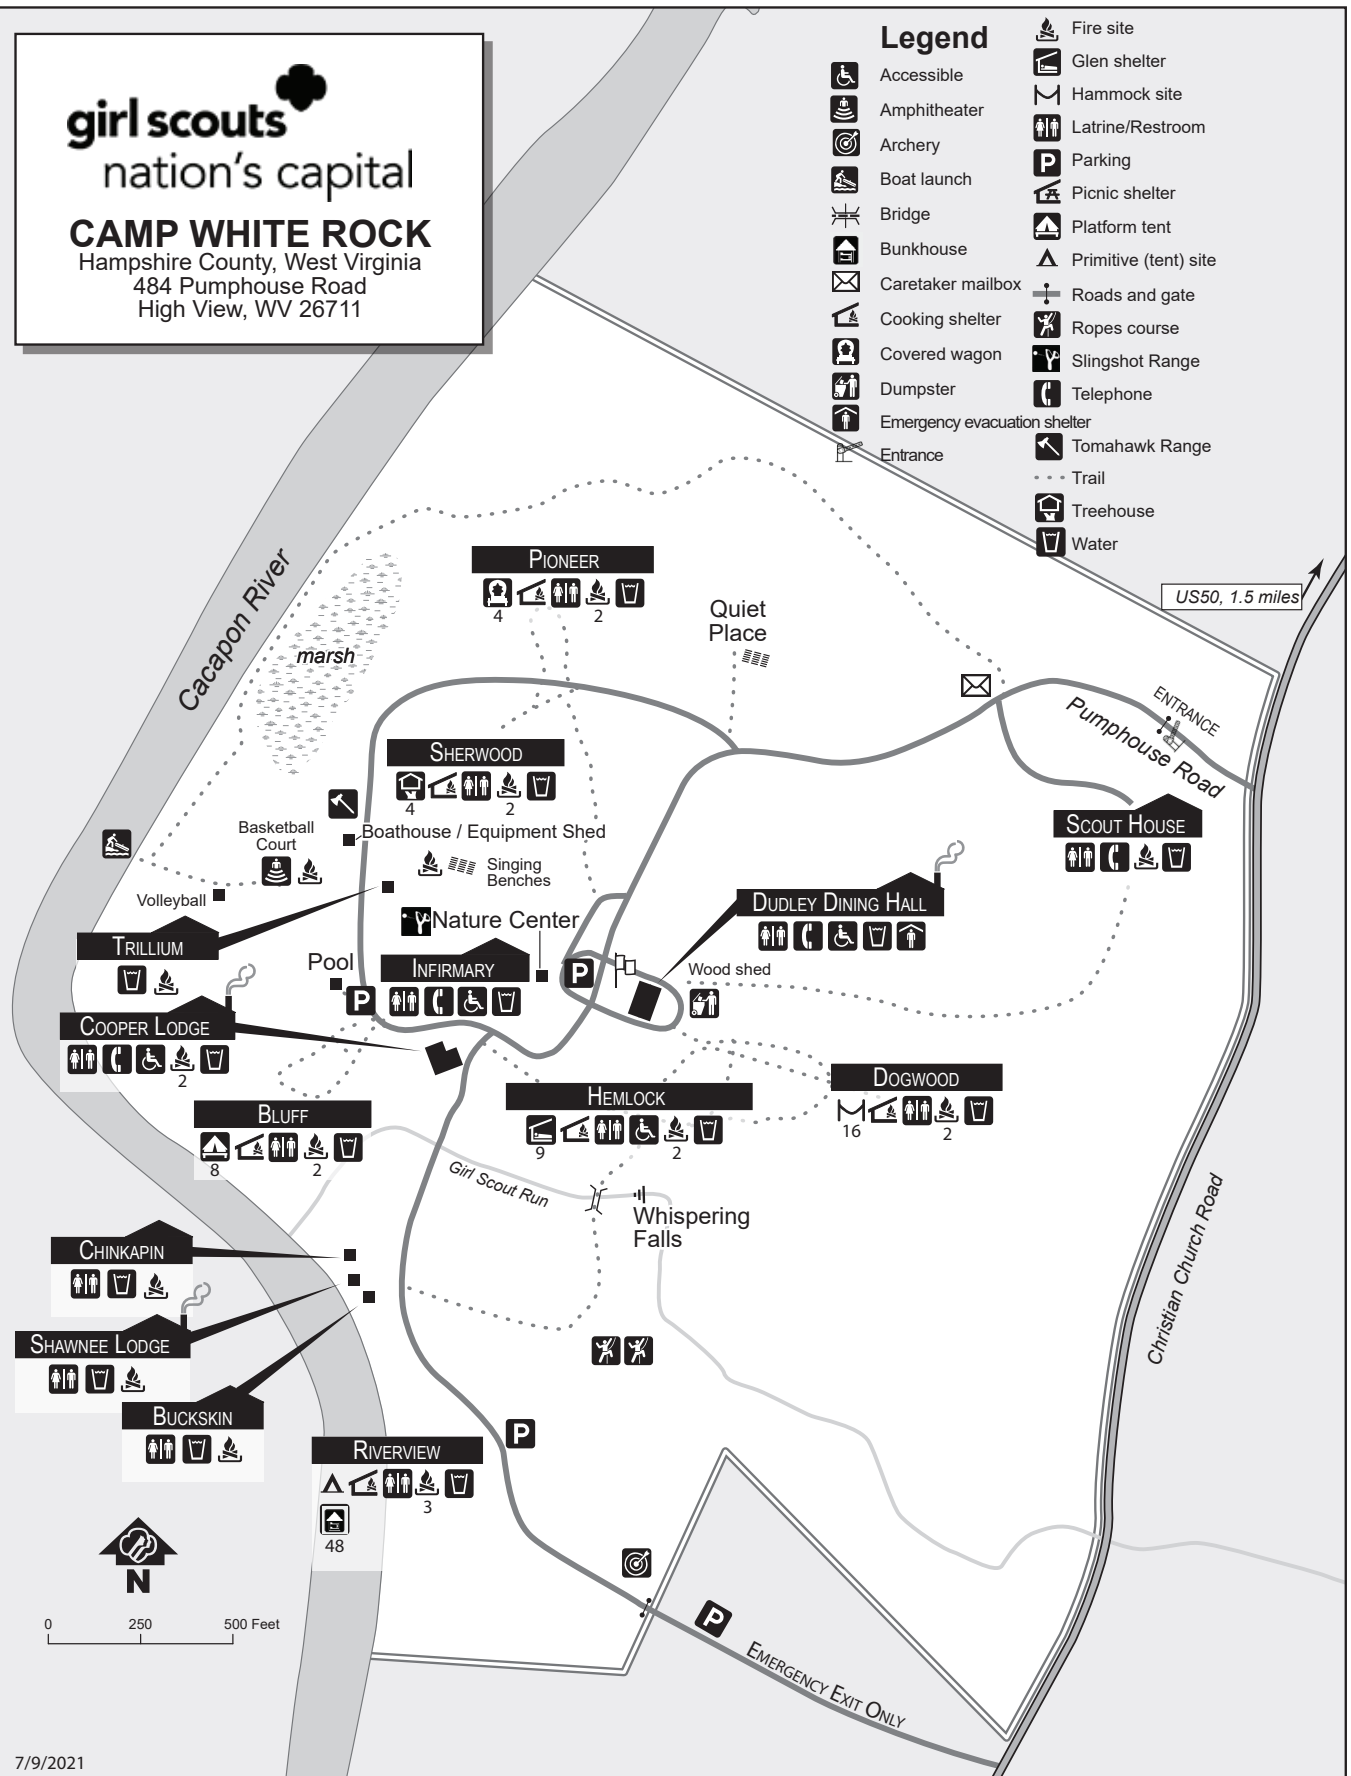 girl scouts
nation's capital
CAMP WHITE ROCK
Hampshire County, West Virginia
484 Pumphouse Road
High View, WV 26711
Legend
Accessible
Amphitheater
Archery
Boat launch
Bridge
Bunkhouse
Caretaker mailbox
Cooking shelter
Covered wagon
Dumpster
Emergency evacuation shelter
Entrance
Fire site
Glen shelter
Hammock site
Latrine/Restroom
P Parking
Picnic shelter
Platform tent
Primitive (tent) site
Roads and gate
Ropes course
Slingshot Range
Telephone
Tomahawk Range
Trail
Treehouse
Water
US50, 1.5 miles
Cacapon River
marsh
PIONEER
4 2
Quiet
Place
ENTRANCE
Pumphouse Road
SHERWOOD
4 2
Boathouse / Equipment Shed
Basketball
Court
Singing
Benches
Volleyball
SCOUT HOUSE
DUDLEY DINING HALL
TRILLIUM
Nature Center
Pool
INFIRMARY
P
P
Wood shed
COOPER LODGE
2
BLUFF
8 2
HEMLOCK
9 2
DOGWOOD
16 2
Girl Scout Run
Whispering
Falls
Christian Church Road
CHINKAPIN
SHAWNEE LODGE
BUCKSKIN
RIVERVIEW
3
48
P
P
EMERGENCY EXIT ONLY
N
0 250 500 Feet
7/9/2021